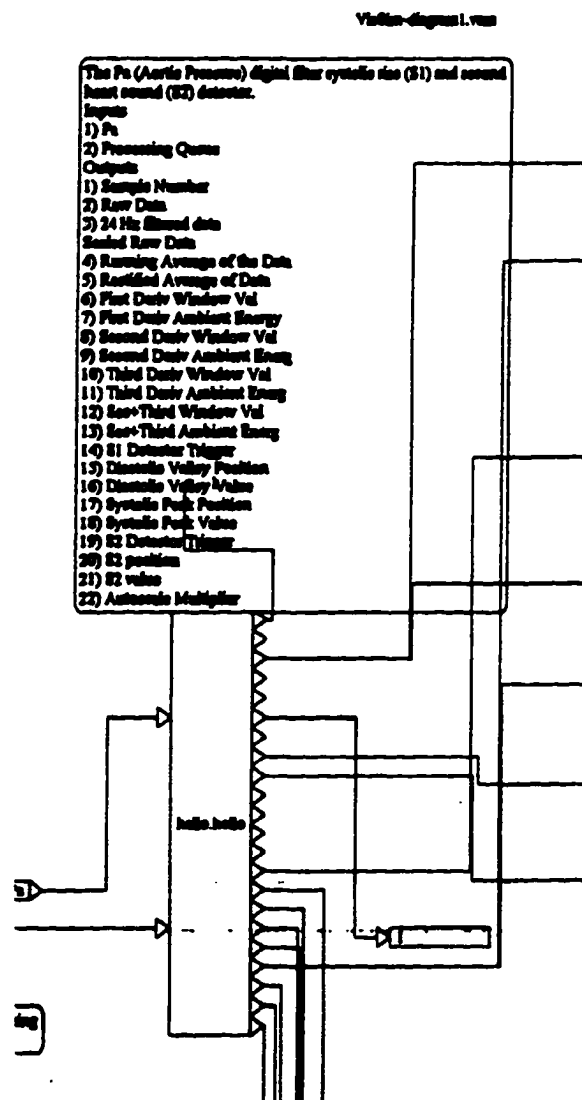 VisSim-diagram1.vsm
The Pa (Aortic Pressure) digital filter systolic rise (S1) and second
heart sound (S2) detector.
Inputs
1) Pa
2) Processing Queue
Outputs
1) Sample Number
2) Raw Data
3) 24 Hz filtered data
Scaled Raw Data
4) Running Average of the Data
5) Rectified Average of Data
6) First Deriv Window Val
7) First Deriv Ambient Energy
8) Second Deriv Window Val
9) Second Deriv Ambient Energ
10) Third Deriv Window Val
11) Third Deriv Ambient Energ
12) Sec+Third Window Val
13) Sec+Third Ambient Energ
14) S1 Detector Trigger
15) Diastolic Valley Position
16) Diastolic Valley Value
17) Systolic Peak Position
18) Systolic Peak Value
19) S2 Detector Trigger
20) S2 position
21) S2 value
22) Autoscale Multiplier
hello.hello
ing